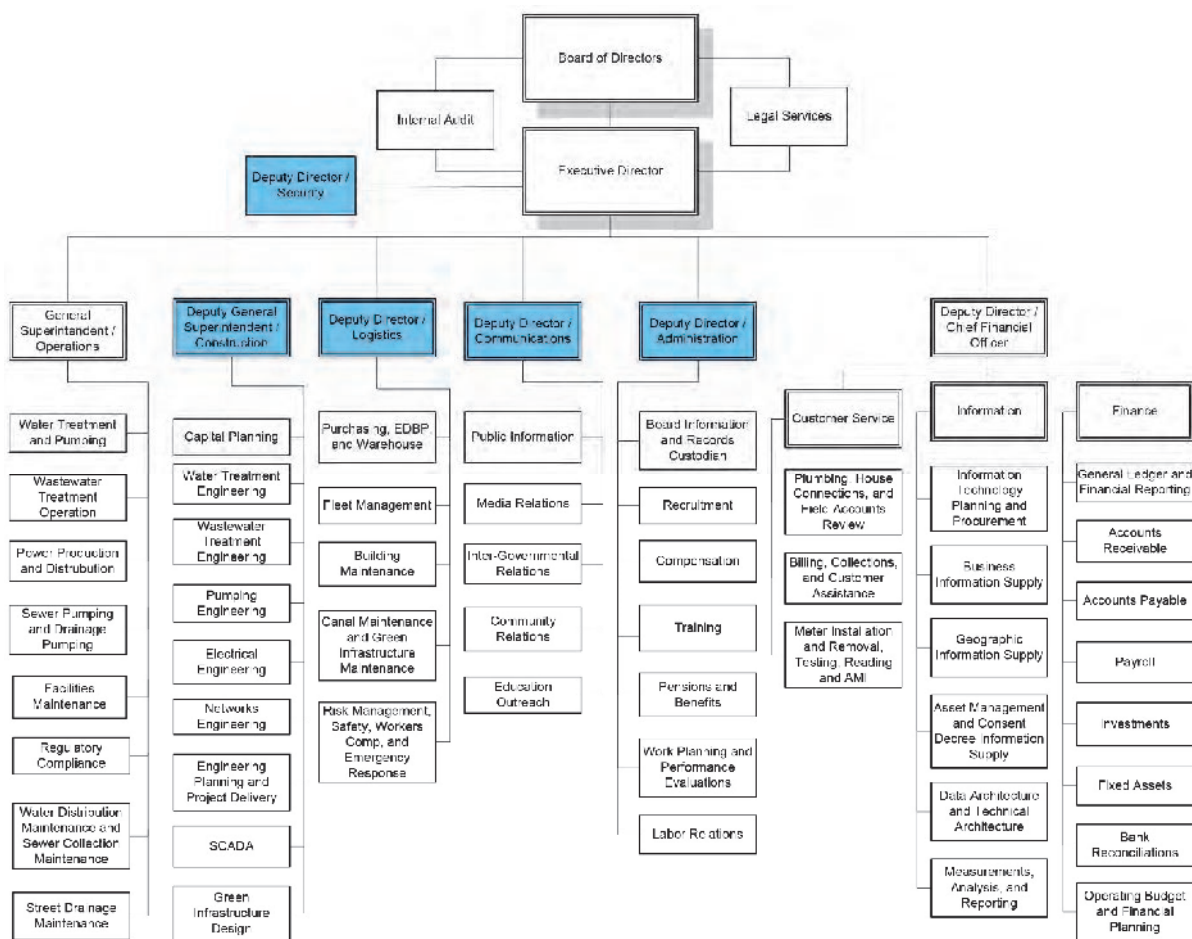 Board of Directors
Internal Audit
Legal Services
Executive Director
Deputy Director /
Security
General
Superintendent /
Operations
Deputy General
Superintendent /
Construction
Deputy Director /
Logistics
Deputy Director /
Communications
Deputy Director /
Administration
Deputy Director /
Chief Financial
Officer
Water Treatment
and Pumping
Wastewater
Treatment
Operation
Power Production
and Distrubution
Sewer Pumping
and Drainage
Pumping
Facilities
Maintenance
Regulatory
Compliance
Water Distribution
Maintenance and
Sewer Collection
Maintenance
Street Drainage
Maintenance
Capital Planning
Water Treatment
Engineering
Wastewater
Treatment
Engineering
Pumping
Engineering
Electrical
Engineering
Networks
Engineering
Engineering
Planning and
Project Delivery
SCADA
Green
Infrastructure
Design
Purchasing, EDBP,
and Warehouse
Fleet Management
Building
Maintenance
Canal Maintenance
and Green
Infrastructure
Maintenance
Risk Management,
Safety, Workers
Comp, and
Emergency
Response
Public Information
Media Relations
Inter-Governmental
Relations
Community
Relations
Education
Outreach
Board Information
and Records
Custodian
Recruitment
Compensation
Training
Pensions and
Benefits
Work Planning and
Performance
Evaluations
Labor Relations
Customer Service
Plumbing, House
Connections, and
Field Accounts
Review
Billing, Collections,
and Customer
Assistance
Meter Installation
and Removal,
Testing, Reading
and AMI
Information
Information
Technology
Planning and
Procurement
Business
Information Supply
Geographic
Information Supply
Asset Management
and Consent
Decree Information
Supply
Data Architecture
and Technical
Architecture
Measurements,
Analysis, and
Reporting
Finance
General Ledger and
Financial Reporting
Accounts
Receivable
Accounts Payable
Payroll
Investments
Fixed Assets
Bank
Reconciliations
Operating Budget
and Financial
Planning